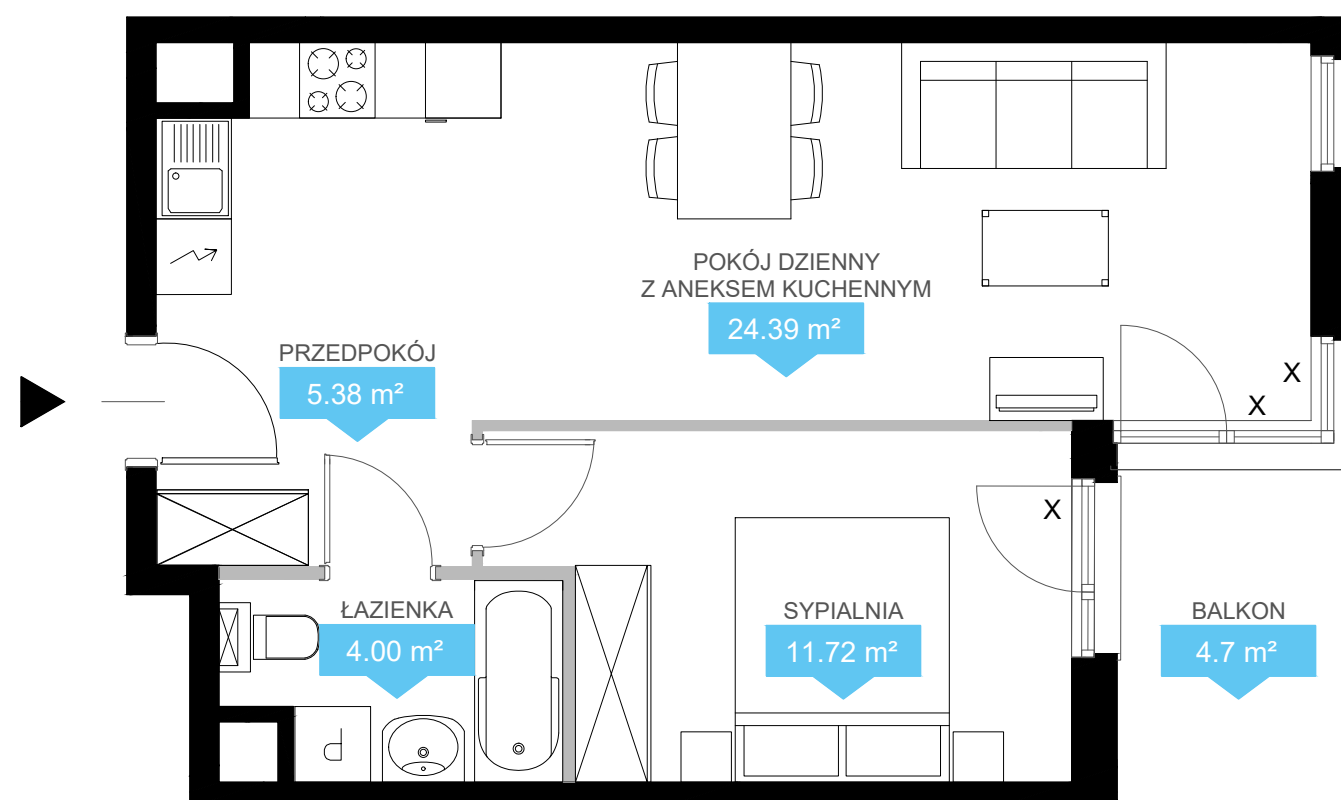 POKÓJ DZIENNY
Z ANEKSEM KUCHENNYM
24.39 m²
PRZEDPOKÓJ
5.38 m²
X
X
X
ŁAZIENKA
4.00 m²
SYPIALNIA
11.72 m²
BALKON
4.7 m²
P